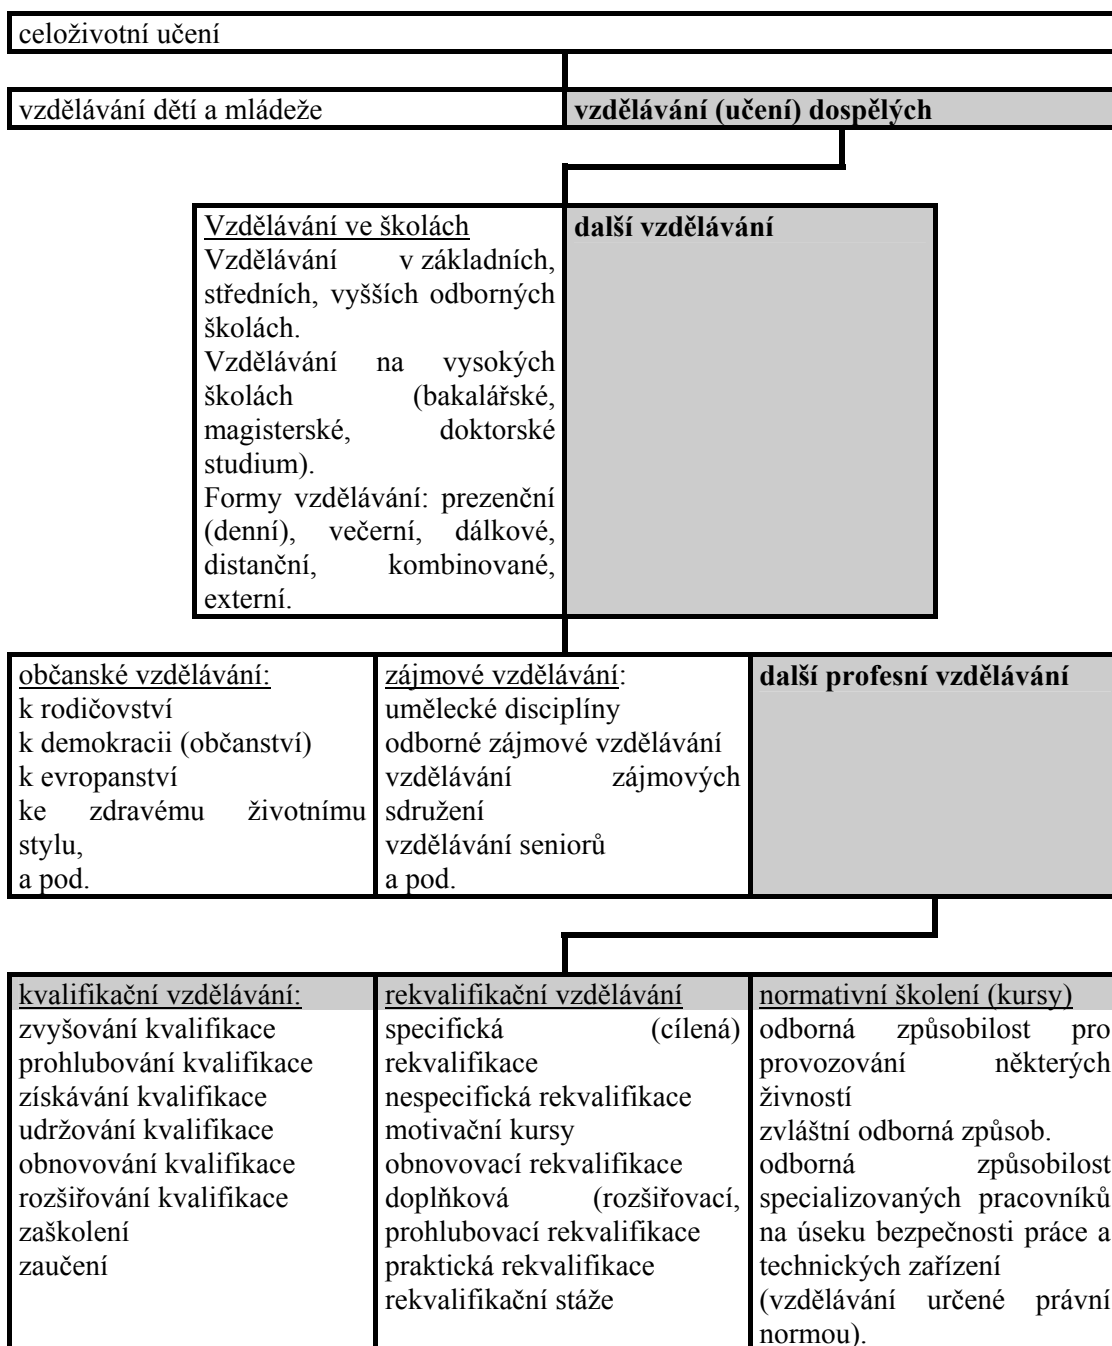 celoživotní učení
vzdělávání dětí a mládeže
vzdělávání (učení) dospělých
Vzdělávání ve školách
Vzdělávání v základních,
středních, vyšších odborných
školách.
Vzdělávání na vysokých
školách (bakalářské,
magisterské, doktorské
studium).
Formy vzdělávání: prezenční
(denní), večerní, dálkové,
distanční, kombinované,
externí.
další vzdělávání
občanské vzdělávání:
k rodičovství
k demokracii (občanství)
k evropanství
ke zdravému životnímu
stylu,
a pod.
zájmové vzdělávání:
umělecké disciplíny
odborné zájmové vzdělávání
vzdělávání zájmových
sdružení
vzdělávání seniorů
a pod.
další profesní vzdělávání
kvalifikační vzdělávání:
zvyšování kvalifikace
prohlubování kvalifikace
získávání kvalifikace
udržování kvalifikace
obnovování kvalifikace
rozšiřování kvalifikace
zaškolení
zaučení
rekvalifikační vzdělávání
specifická (cílená)
rekvalifikace
nespecifická rekvalifikace
motivační kursy
obnovovací rekvalifikace
doplňková (rozšiřovací,
prohlubovací rekvalifikace
praktická rekvalifikace
rekvalifikační stáže
normativní školení (kursy)
odborná způsobilost pro
provozování některých
živností
zvláštní odborná způsob.
odborná způsobilost
specializovaných pracovníků
na úseku bezpečnosti práce a
technických zařízení
(vzdělávání určené právní
normou).